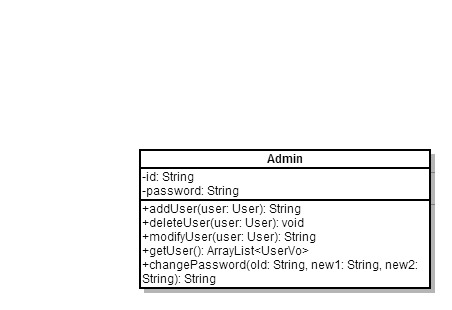 Admin
-id: String
-password: String
+addUser(user: User): String
+deleteUser(user: User): void
+modifyUser(user: User): String
+getUser(): ArrayList<UserVo>
+changePassword(old: String, new1: String, new2:
String): String